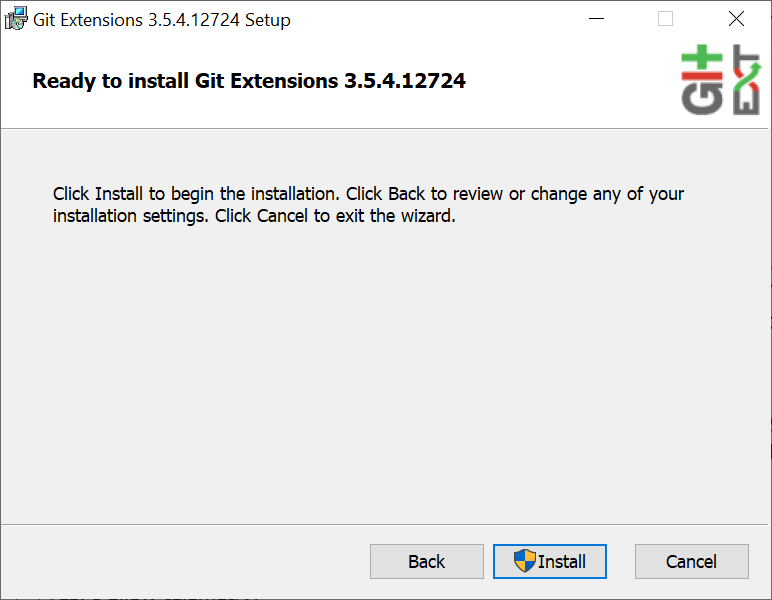 Git Extensions 3.5.4.12724 Setup
Ready to install Git Extensions 3.5.4.12724
Git
EXT
Click Install to begin the installation. Click Back to review or change any of your
installation settings. Click Cancel to exit the wizard.
Back
Install
Cancel